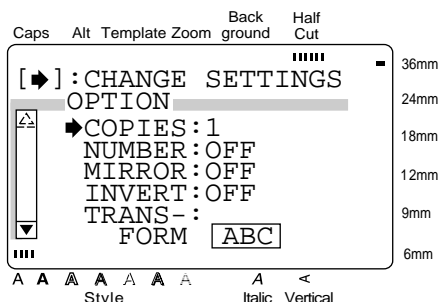 Back Half
Caps Alt Template Zoom ground Cut
[➡]:CHANGE SETTINGS
OPTION
➡COPIES:1
NUMBER:OFF
MIRROR:OFF
INVERT:OFF
TRANS-:
FORM ABC
36mm
24mm
18mm
12mm
9mm
6mm
A A A A A A A A A
Style Italic Vertical